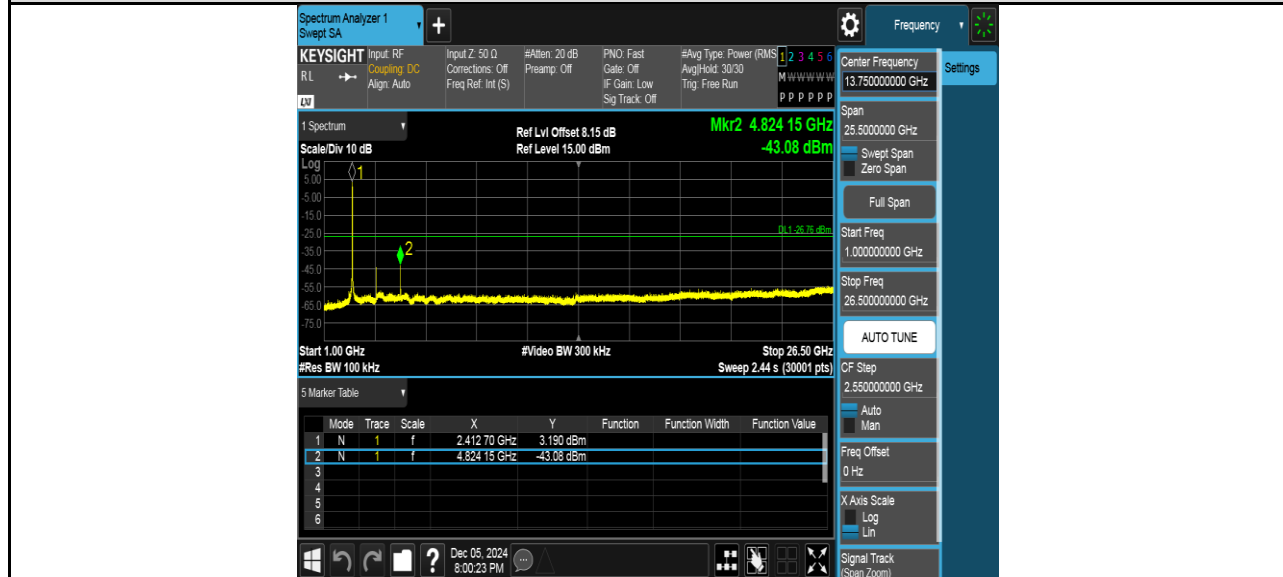 Spectrum Analyzer 1
Swept SA
+
Frequency
KEYSIGHT
RL
LXI
Input: RF
Coupling: DC
Align: Auto
Input Z: 50 Ω
Corrections: Off
Freq Ref: Int (S)
#Atten: 20 dB
Preamp: Off
PNO: Fast
Gate: Off
IF Gain: Low
Sig Track: Off
#Avg Type: Power (RMS
Avg|Hold: 30/30
Trig: Free Run
1 2 3 4 5 6
M W W W W W
P P P P P P
1 Spectrum
Scale/Div 10 dB
Ref Lvl Offset 8.15 dB
Ref Level 15.00 dBm
Mkr2 4.824 15 GHz
-43.08 dBm
Log
5.00
-5.00
-15.0
-25.0
-35.0
-45.0
-55.0
-65.0
-75.0
1
2
DL1 -26.76 dBm
Start 1.00 GHz
#Res BW 100 kHz
#Video BW 300 kHz
Stop 26.50 GHz
Sweep 2.44 s (30001 pts)
5 Marker Table
Mode Trace Scale X Y Function Function Width Function Value
1 N 1 f 2.412 70 GHz 3.190 dBm
2 N 1 f 4.824 15 GHz -43.08 dBm
3
4
5
6
?
Dec 05, 2024
8:00:23 PM
Center Frequency
13.750000000 GHz
Settings
Span
25.5000000 GHz
Swept Span
Zero Span
Full Span
Start Freq
1.000000000 GHz
Stop Freq
26.500000000 GHz
AUTO TUNE
CF Step
2.550000000 GHz
Auto
Man
Freq Offset
0 Hz
X Axis Scale
Log
Lin
Signal Track
(Span Zoom)